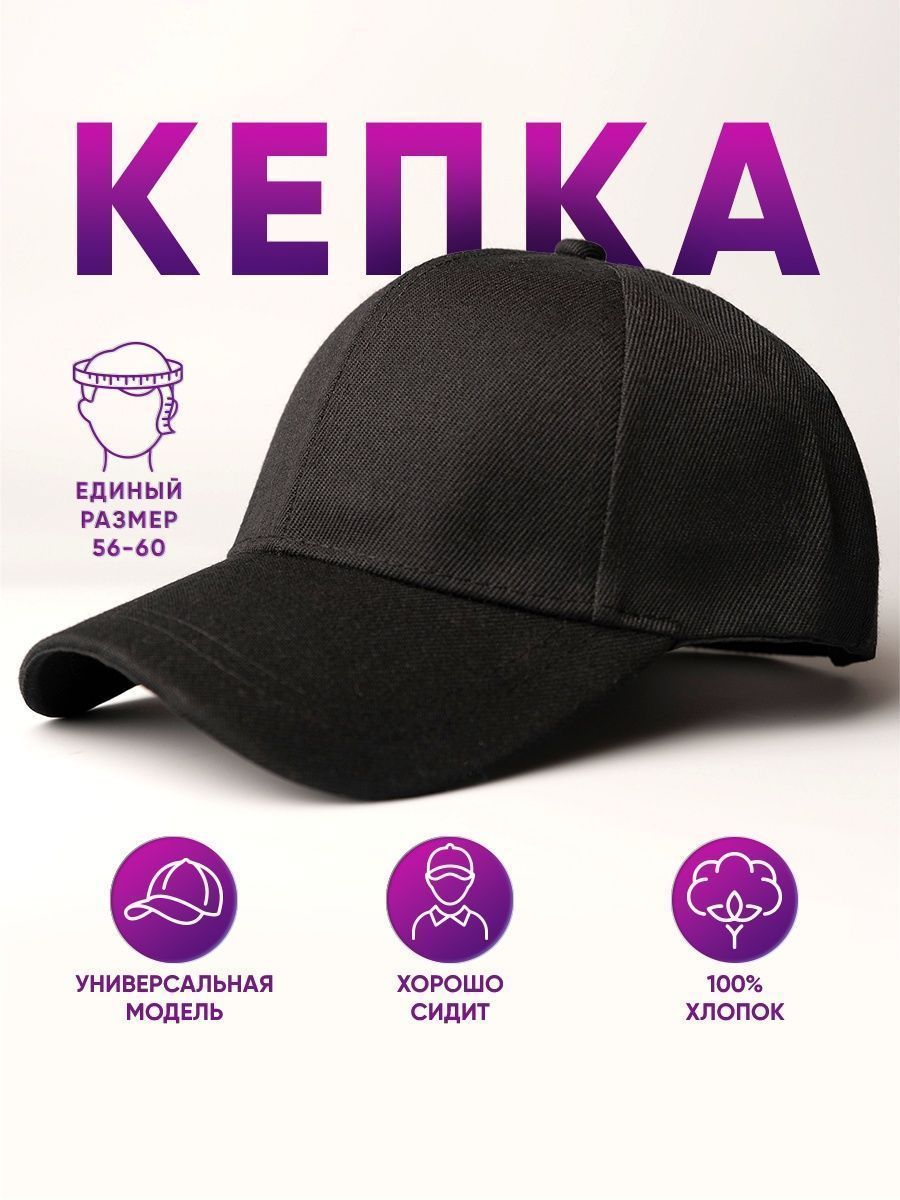 КЕПКА
ЕДИНЫЙ
РАЗМЕР
56-60
УНИВЕРСАЛЬНАЯ
МОДЕЛЬ
ХОРОШО
СИДИТ
100%
ХЛОПОК